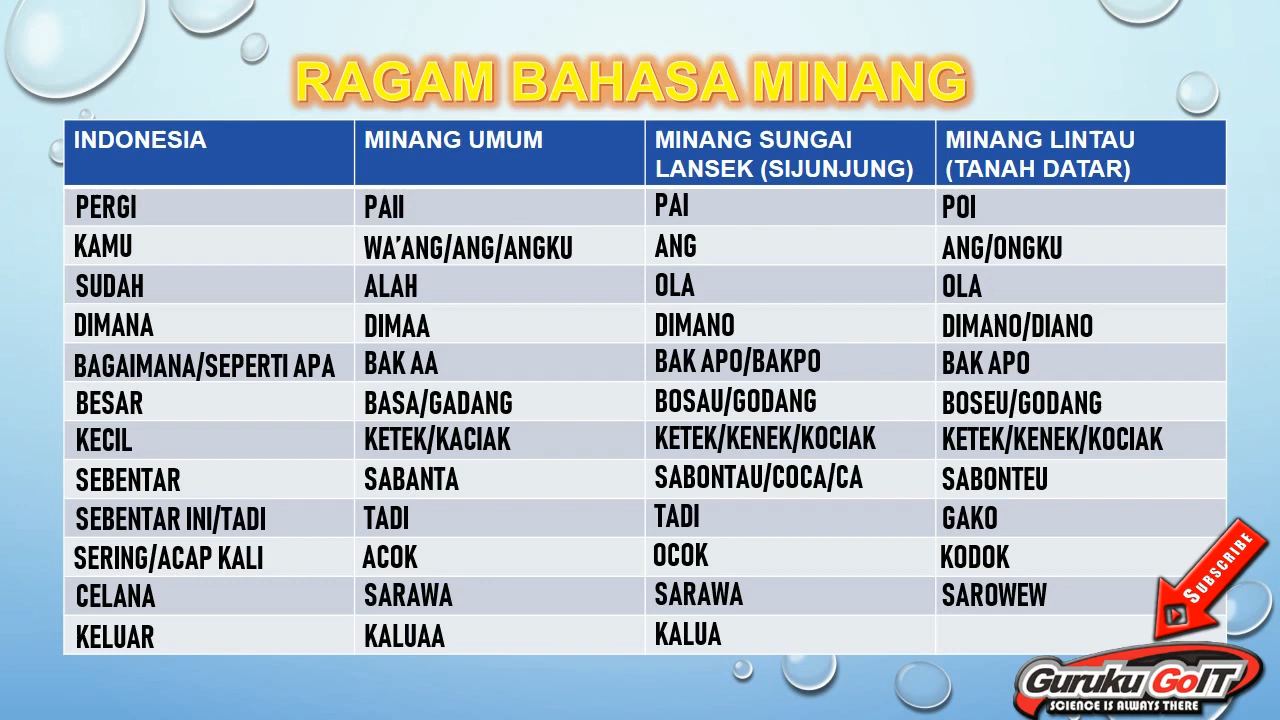 RAGAM BAHASA MINANG
INDONESIA
MINANG UMUM
MINANG SUNGAI
LANSEK (SIJUNJUNG)
MINANG LINTAU
(TANAH DATAR)
PERGI
PAII
PAI
POI
KAMU
WA'ANG/ANG/ANGKU
ANG
ANG/ONGKU
SUDAH
ALAH
OLA
OLA
DIMANA
DIMAA
DIMANO
DIMANO/DIANO
BAGAIMANA/SEPERTI APA
BAK AA
BAK APO/BAKPO
BAK APO
BESAR
BASA/GADANG
BOSAU/GODANG
BOSEU/GODANG
KECIL
KETEK/KACIAK
KETEK/KENEK/KOCIAK
KETEK/KENEK/KOCIAK
SEBENTAR
SABANTA
SABONTAU/COCA/CA
SABONTEU
SEBENTAR INI/TADI
TADI
TADI
GAKO
SERING/ACAP KALI
ACOK
OCOK
KODOK
CELANA
SARAWA
SARAWA
SAROWEW
KELUAR
KALUAA
KALUA
SUBSCRIBE
Guruku GoIT
SCIENCE IS ALWAYS THERE